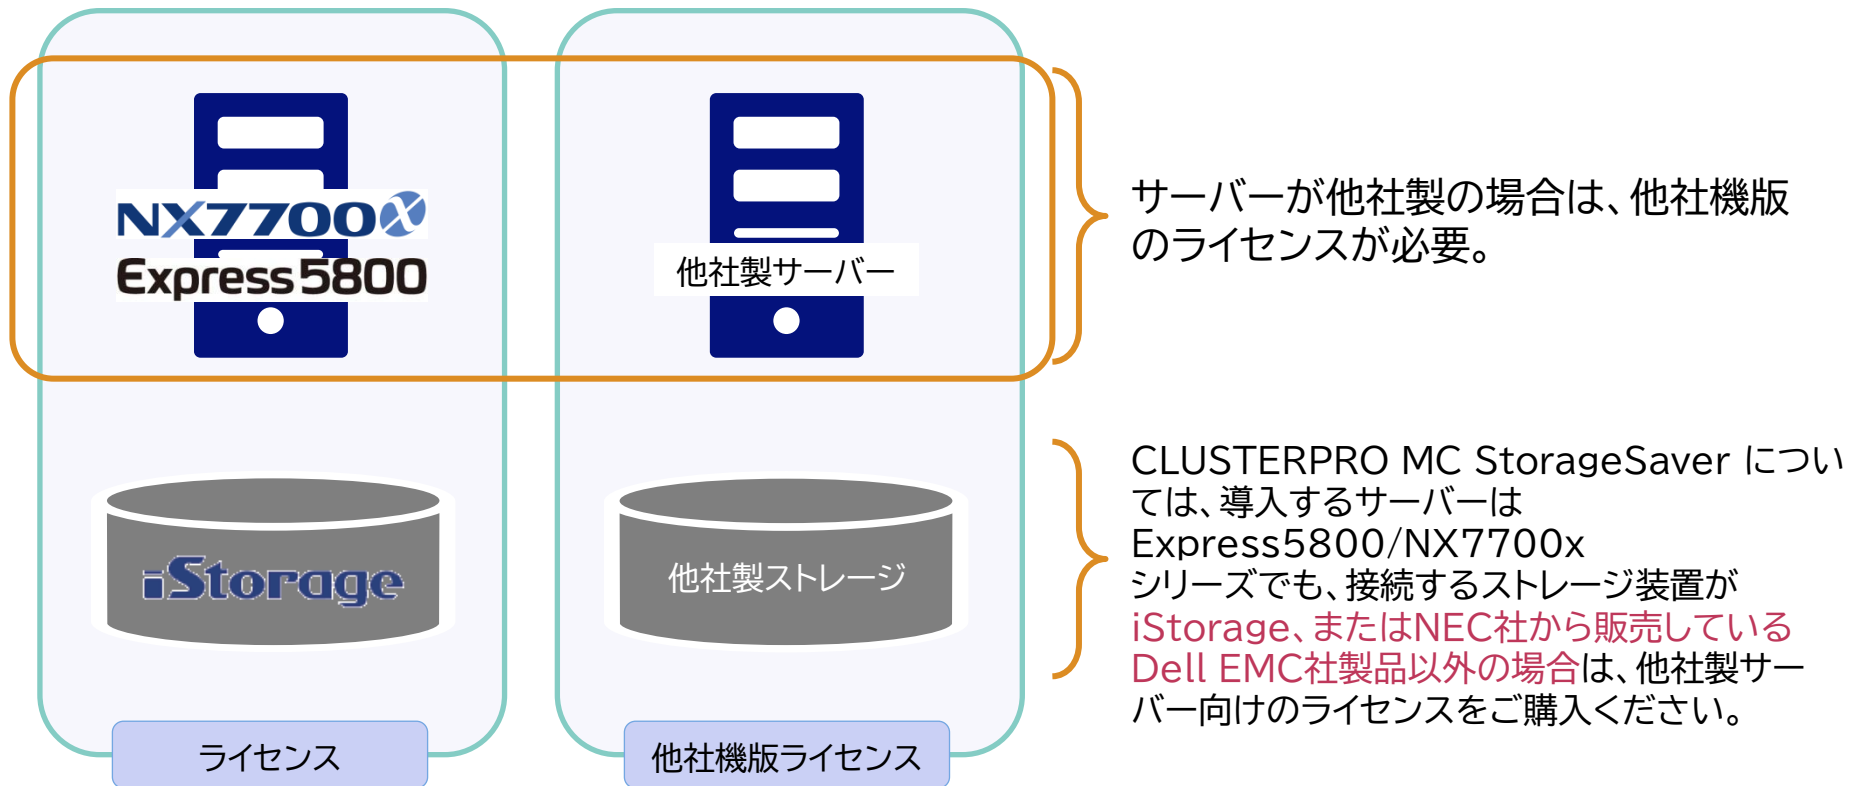 NX7700x
Express5800
他社製サーバー
サーバーが他社製の場合は、他社機版
のライセンスが必要。
iStorage
他社製ストレージ
CLUSTERPRO MC StorageSaver につい
ては、導入するサーバーは
Express5800/NX7700x
シリーズでも、接続するストレージ装置が
iStorage、またはNEC社から販売している
Dell EMC社製品以外の場合は、他社製サー
バー向けのライセンスをご購入ください。
ライセンス
他社機版ライセンス